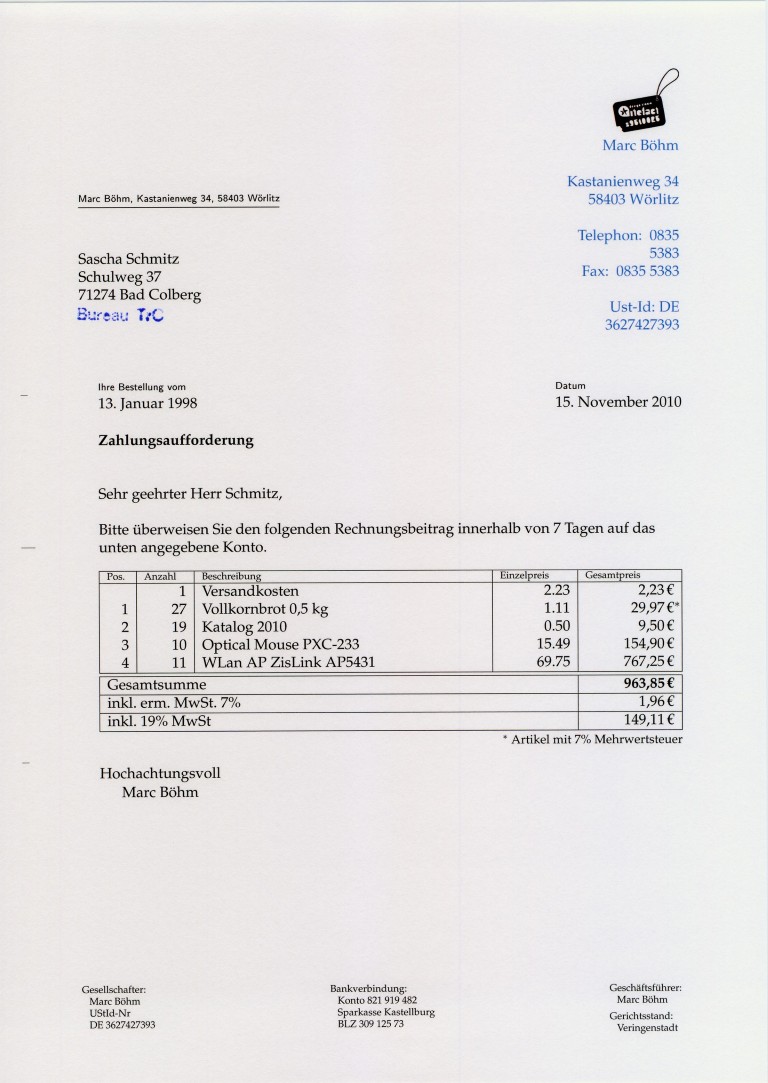 Marc Böhm
Kastanienweg 34
58403 Wörlitz
Telephon: 0835
5383
Fax: 0835 5383
Ust-Id: DE
3627427393
Marc Böhm, Kastanienweg 34, 58403 Wörlitz
Sascha Schmitz
Schulweg 37
71274 Bad Colberg
Bureau
Ihre Bestellung vom
13. Januar 1998
Datum
15. November 2010
Zahlungsaufforderung
Sehr geehrter Herr Schmitz,
Bitte überweisen Sie den folgenden Rechnungsbeitrag innerhalb von 7 Tagen auf das
unten angegebene Konto.
Pos. Anzahl Beschreibung Einzelpreis Gesamtpreis
1 Versandkosten 2.23 2,23 €
1 27 Vollkornbrot 0,5 kg 1.11 29,97 €*
2 19 Katalog 2010 0.50 9,50 €
3 10 Optical Mouse PXC-233 15.49 154,90 €
4 11 WLan AP ZisLink AP5431 69.75 767,25 €
Gesamtsumme 963,85 €
inkl. erm. MwSt. 7% 1,96 €
inkl. 19% MwSt 149,11 €
* Artikel mit 7% Mehrwertsteuer
Hochachtungsvoll
Marc Böhm
Gesellschafter:
Marc Böhm
UStId-Nr
DE 3627427393
Bankverbindung:
Konto 821 919 482
Sparkasse Kastellburg
BLZ 309 125 73
Geschäftsführer:
Marc Böhm
Gerichtsstand:
Veringenstadt